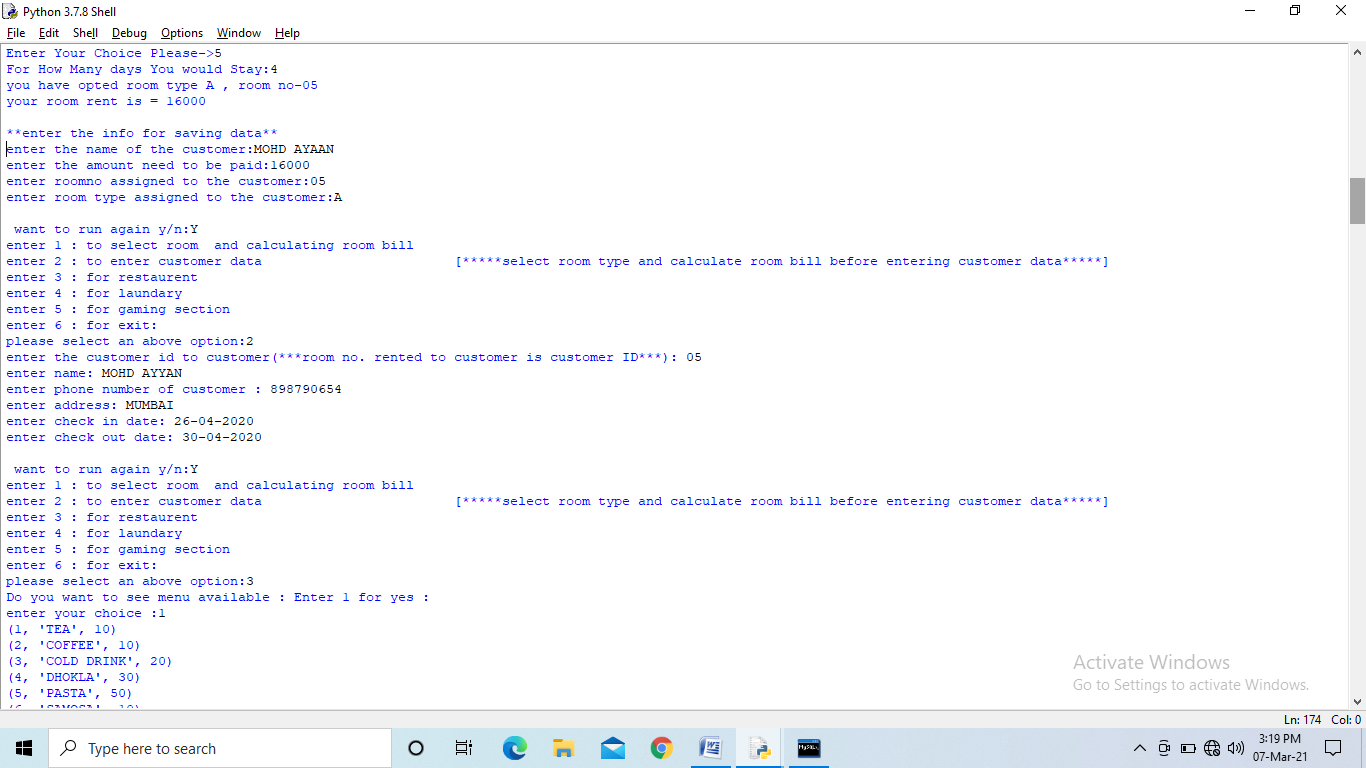 Python 3.7.8 Shell
File Edit Shell Debug Options Window Help
Enter Your Choice Please->5
For How Many days You would Stay:4
you have opted room type A , room no-05
your room rent is = 16000
**enter the info for saving data**
enter the name of the customer:MOHD AYAAN
enter the amount need to be paid:16000
enter roomno assigned to the customer:05
enter room type assigned to the customer:A
want to run again y/n:Y
enter 1 : to select room  and calculating room bill
enter 2 : to enter customer data                        [*****select room type and calculate room bill before entering customer data*****]
enter 3 : for restaurent
enter 4 : for laundary
enter 5 : for gaming section
enter 6 : for exit:
please select an above option:2
enter the customer id to customer(***room no. rented to customer is customer ID***): 05
enter name: MOHD AYYAN
enter phone number of customer : 898790654
enter address: MUMBAI
enter check in date: 26-04-2020
enter check out date: 30-04-2020
want to run again y/n:Y
enter 1 : to select room  and calculating room bill
enter 2 : to enter customer data                        [*****select room type and calculate room bill before entering customer data*****]
enter 3 : for restaurent
enter 4 : for laundary
enter 5 : for gaming section
enter 6 : for exit:
please select an above option:3
Do you want to see menu available : Enter 1 for yes :
enter your choice :1
(1, 'TEA', 10)
(2, 'COFFEE', 10)
(3, 'COLD DRINK', 20)
(4, 'DHOKLA', 30)
(5, 'PASTA', 50)
Activate Windows
Go to Settings to activate Windows.
Ln: 174 Col: 0
Type here to search
MySQL
3:19 PM
07-Mar-21